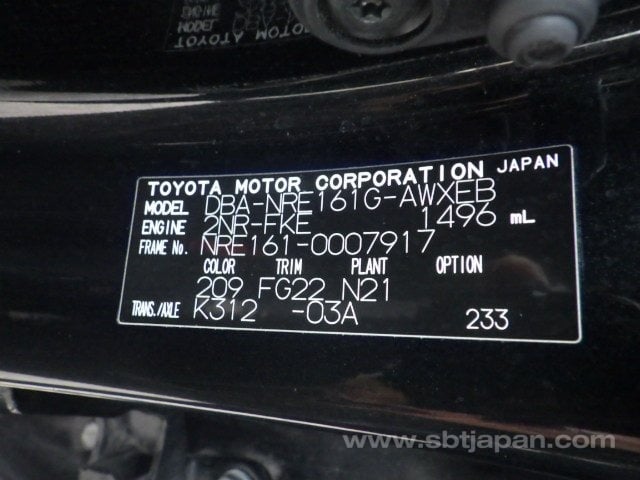 TOYOTA MOTOR CORPORATION JAPAN
MODEL DBA-NRE161G-AWXEB
ENGINE 2NR-FKE 1496 mL
FRAME No. NRE161-0007917
COLOR TRIM PLANT OPTION
209 FG22 N21
TRANS./AXLE K312 -03A 233
www.sbtjapan.com